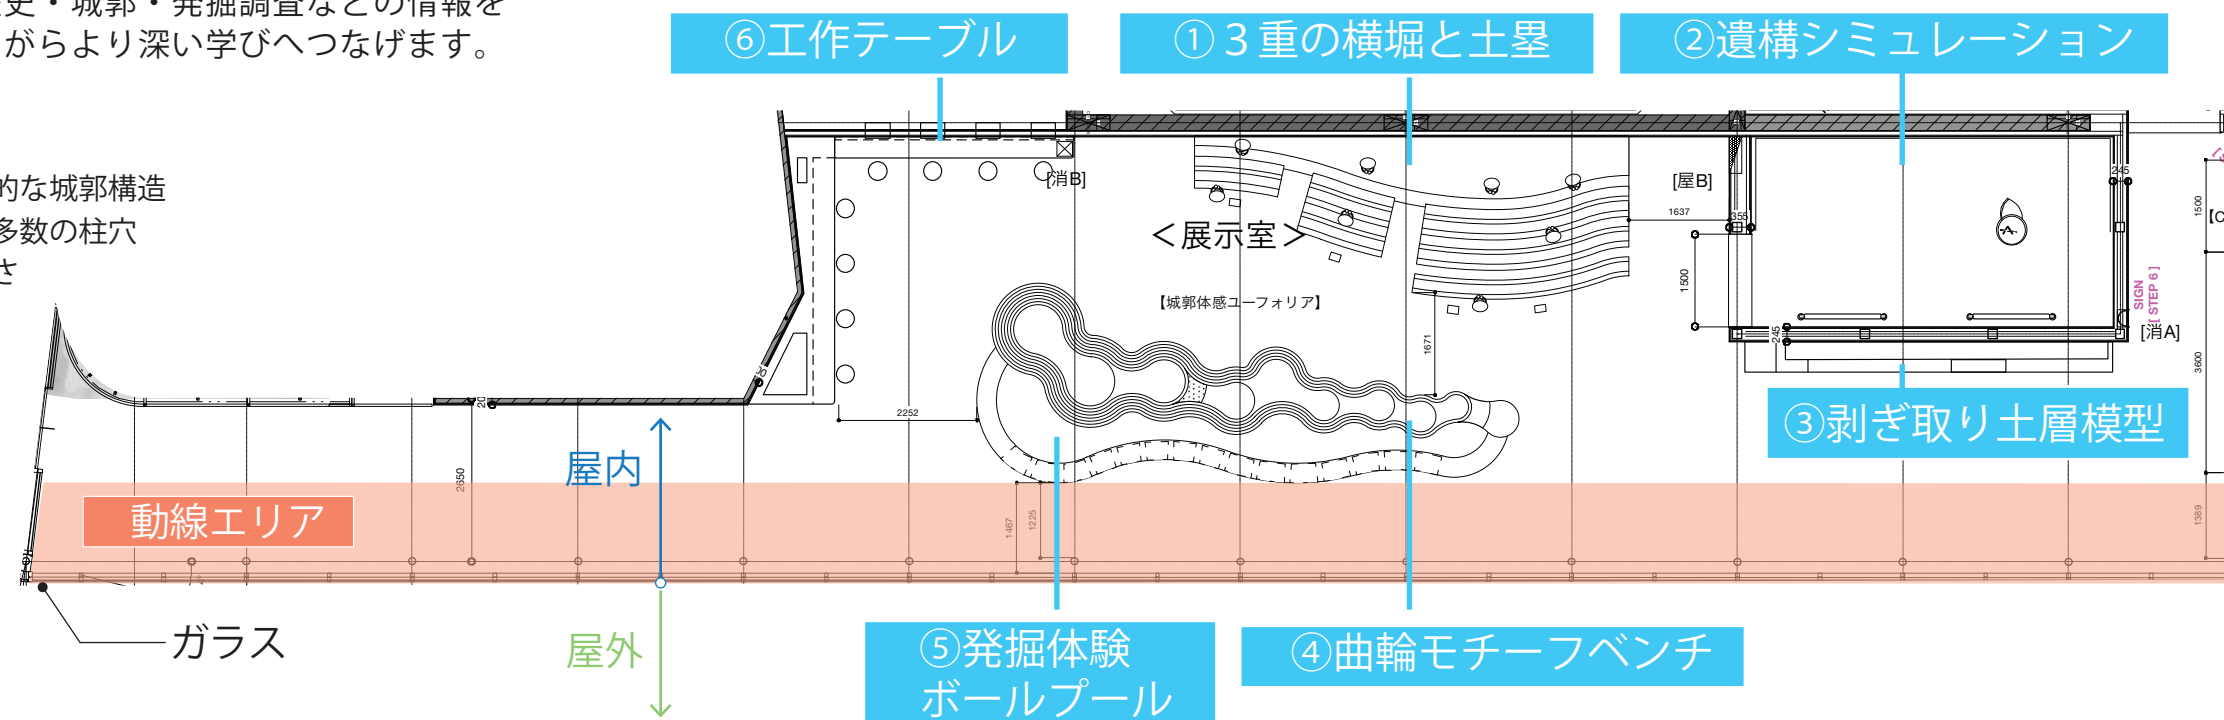 史・城郭・発掘調査などの情報を
がらより深い学びへつなげます。
的な城郭構造
多数の柱穴
さ
⑥工作テーブル
①３重の横堀と土塁
②遺構シミュレーション
[消B]
[屋B]
＜展示室＞
【城郭体感ユーフォリア】
1637
355
245
1500
1500
【C
SIGN
[ STEP 6 ]
[消A]
245
1671
3600
③剥ぎ取り土層模型
2252
20
2650
屋内
動線エリア
1467
1225
1389
ガラス
屋外
⑤発掘体験
ボールプール
④曲輪モチーフベンチ